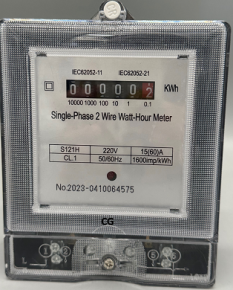 IEC62052-11 IEC62052-21
000002 KWh
10000 1000 100 10 1 0.1
Single-Phase 2 Wire Watt-Hour Meter
S121H 220V 15(60)A
CL.1 50/60Hz 1600imp/kWh
No.2023-0410064575
CG